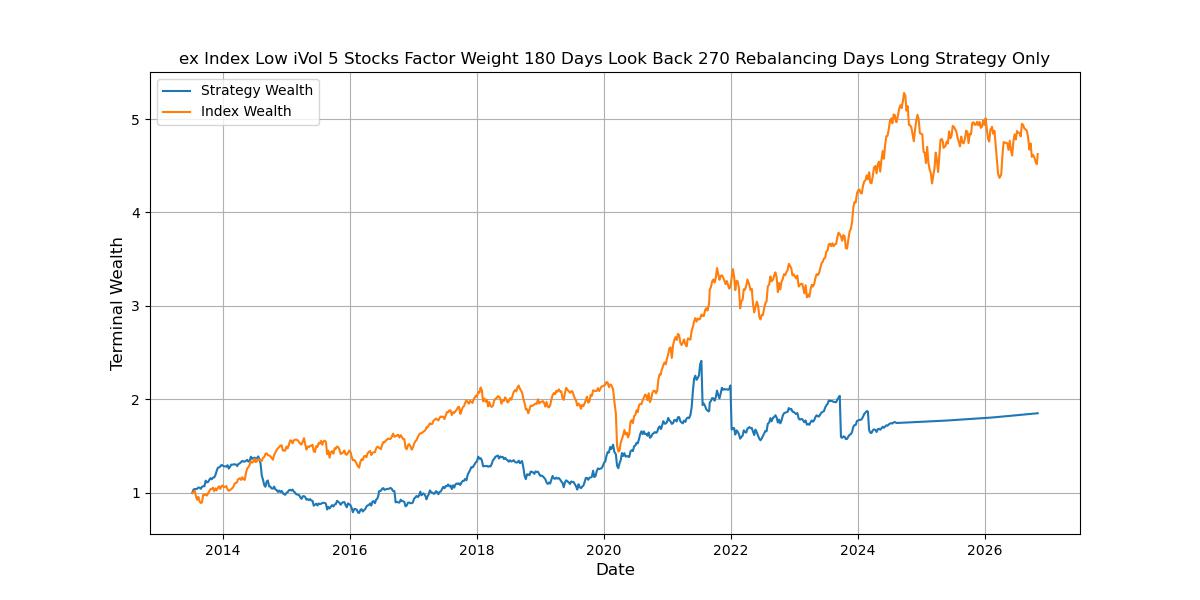 ex Index Low iVol 5 Stocks Factor Weight 180 Days Look Back 270 Rebalancing Days Long Strategy Only
Strategy Wealth
Index Wealth
Terminal Wealth
5
4
3
2
1
2014 2016 2018 2020 2022 2024 2026
Date